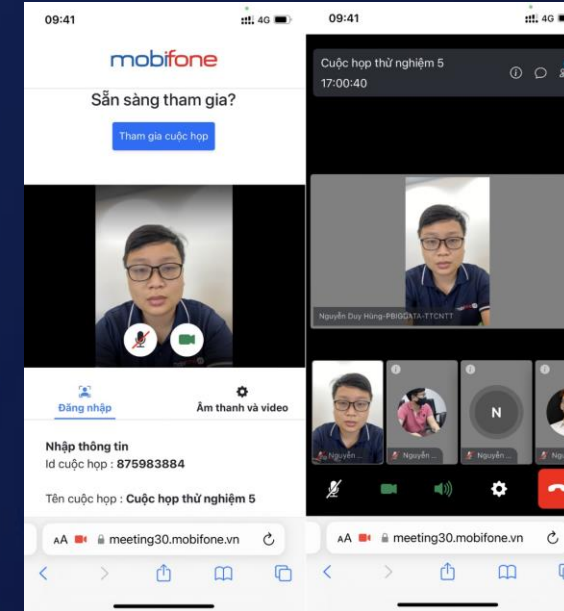 09:41
4G
mobifone
Sẵn sàng tham gia?
Tham gia cuộc họp
Đăng nhập
Âm thanh và video
Nhập thông tin
Id cuộc họp : 875983884
Tên cuộc họp : Cuộc họp thử nghiệm 5
AA meeting30.mobifone.vn
09:41
4G
Cuộc họp thử nghiệm 5
17:00:40
Nguyễn Duy Hùng-PBIGDATA-TTCNTT
N
Nguyễn ...
Nguyễn ...
Nguyễn ...
AA meeting30.mobifone.vn